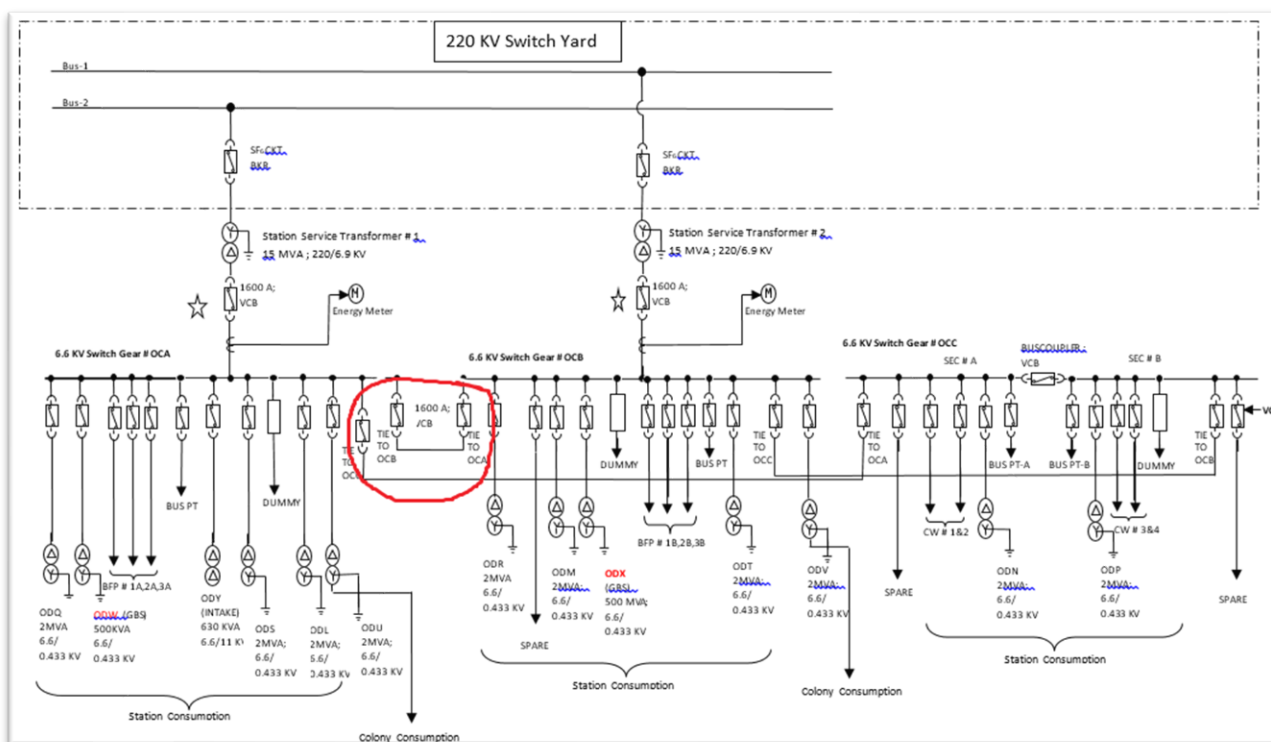 220 KV Switch Yard
Bus-1
Bus-2
SF6CKT
BKR
SF6CKT
BKR
Station Service Transformer # 1
15 MVA ; 220/6.9 KV
Station Service Transformer # 2
15 MVA ; 220/6.9 KV
1600 A;
VCB
M
Energy Meter
1600 A;
VCB
M
Energy Meter
6.6 KV Switch Gear # OCA
6.6 KV Switch Gear # OCB
6.6 KV Switch Gear # OCC
SEC # A
BUSCOUPLER :
VCB
SEC # B
1600 A;
/CB
TIE
TO
OCB
TIE
TO
OCA
TIE
TO
TIE
TO
OCC
TIE
TO
OCA
TIE
TO
OCB
BUS PT
DUMMY
DUMMY
BUS PT
BUS PT-A
BUS PT-B
DUMMY
BFP # 1A,2A,3A
BFP # 1B,2B,3B
CW # 1&2
CW # 3&4
ODQ
2MVA
6.6/
0.433 KV
ODW (GBS)
500KVA
6.6/
0.433 KV
ODY
(INTAKE)
630 KVA
6.6/11 K
ODS
2MVA;
6.6/
0.433 KV
ODL
2MVA;
6.6/
0.433 KV
ODU
2MVA;
6.6/
0.433 KV
ODR
2MVA
6.6/
0.433 KV
SPARE
ODM
2MVA;
6.6/
0.433 KV
ODX
(GBS)
500 MVA;
6.6/
0.433 KV
ODT
2MVA;
6.6/
0.433 KV
ODV
2MVA;
6.6/
0.433 KV
SPARE
ODN
2MVA;
6.6/
0.433 KV
ODP
2MVA;
6.6/
0.433 KV
SPARE
Station Consumption
Colony Consumption
Station Consumption
Colony Consumption
Station Consumption